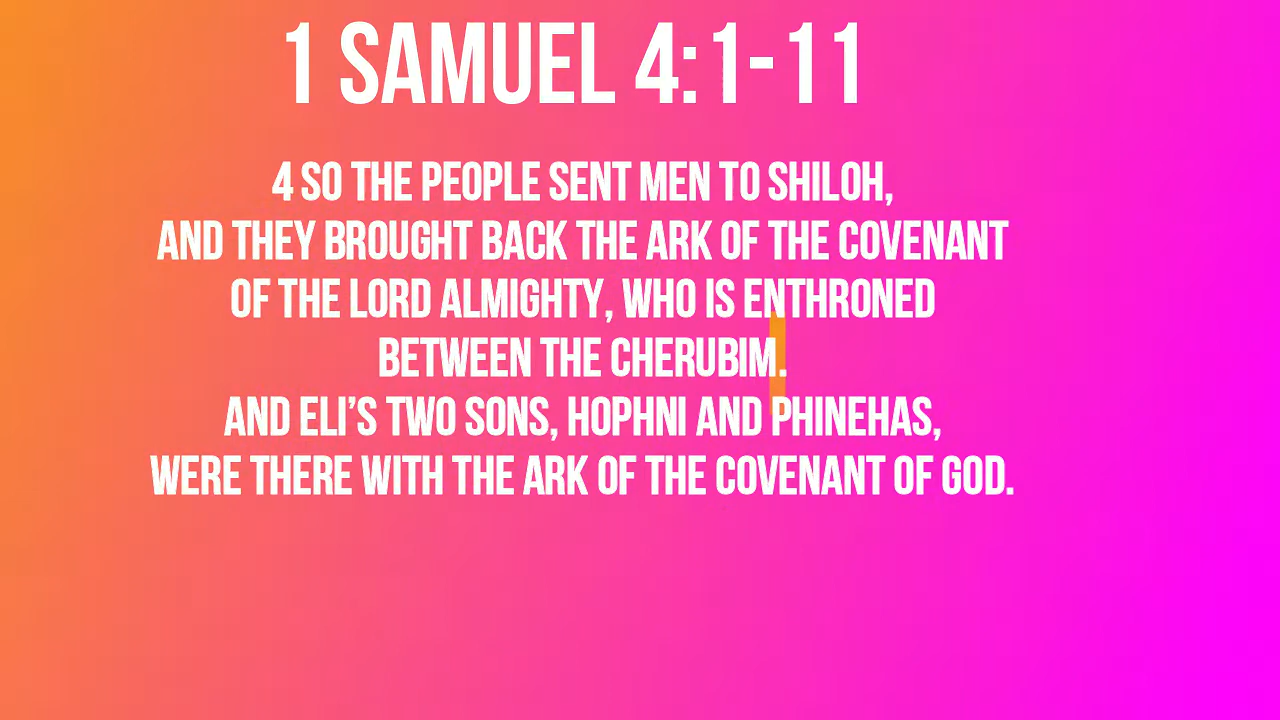 1 SAMUEL 4:1-11
4 SO THE PEOPLE SENT MEN TO SHILOH,
AND THEY BROUGHT BACK THE ARK OF THE COVENANT
OF THE LORD ALMIGHTY, WHO IS ENTHRONED
BETWEEN THE CHERUBIM.
AND ELI’S TWO SONS, HOPHNI AND PHINEHAS,
WERE THERE WITH THE ARK OF THE COVENANT OF GOD.